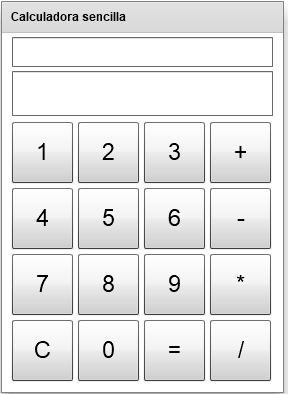 Calculadora sencilla
1 2 3 +
4 5 6 -
7 8 9 *
C 0 = /